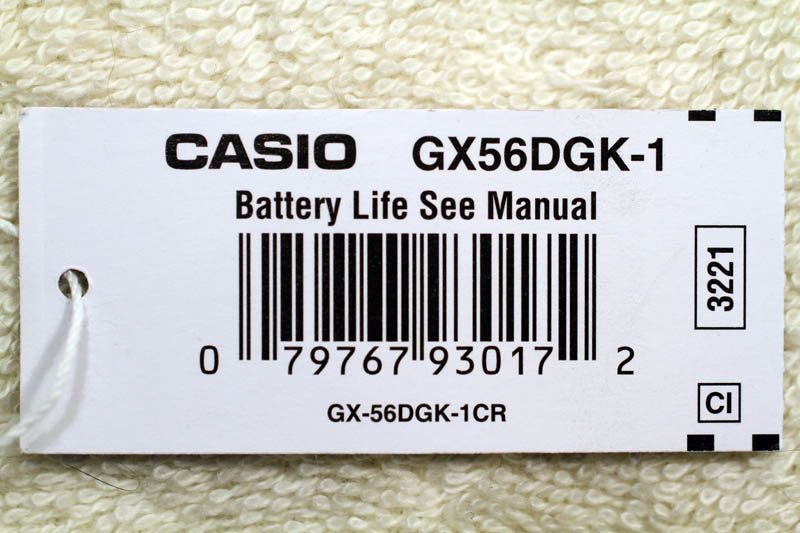 CASIO GX56DGK-1
Battery Life See Manual
0 79767 93017 2
GX-56DGK-1CR
3221
CI